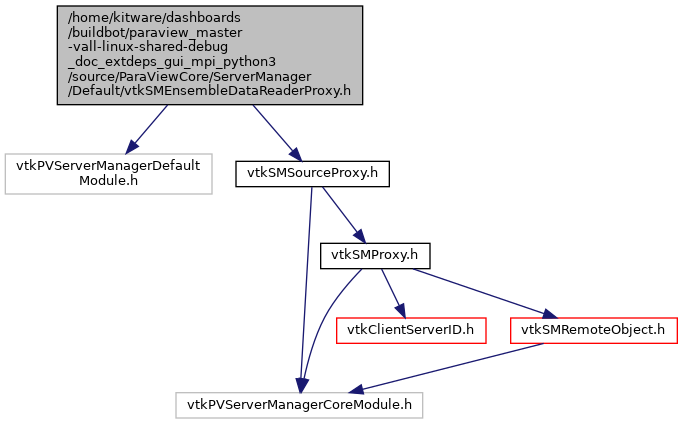 /home/kitware/dashboards
/buildbot/paraview_master
-vall-linux-shared-debug
_doc_extdeps_gui_mpi_python3
/source/ParaViewCore/ServerManager
/Default/vtkSMEnsembleDataReaderProxy.h
vtkPVServerManagerDefault
Module.h
vtkSMSourceProxy.h
vtkSMProxy.h
vtkClientServerID.h
vtkSMRemoteObject.h
vtkPVServerManagerCoreModule.h